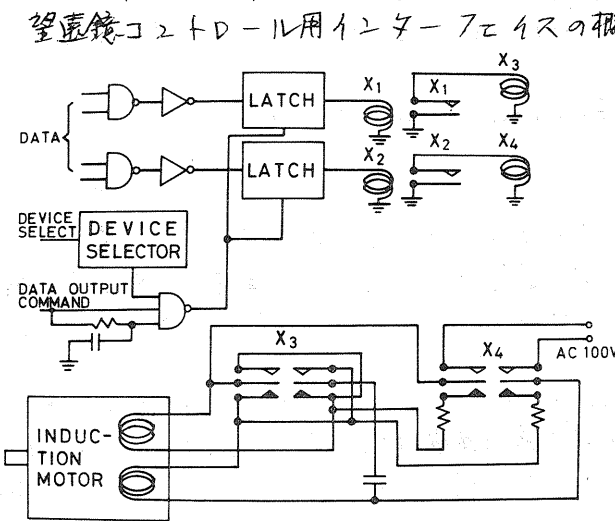 望遠鏡コントロール用インターフェイスの概
X3
X1 X1
LATCH
DATA
X2 X2 X4
LATCH
DEVICE
SELECT
DEVICE
SELECTOR
DATA OUTPUT
COMMAND
X3
X4
AC 100V
INDUC-
TION
MOTOR